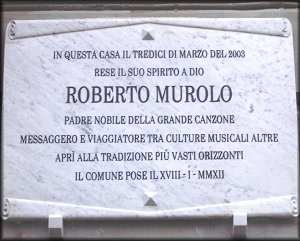 IN QUESTA CASA IL TREDICI DI MARZO DEL 2003
RESE IL SUO SPIRITO A DIO
ROBERTO MUROLO
PADRE NOBILE DELLA GRANDE CANZONE
MESSAGGERO E VIAGGIATORE TRA CULTURE MUSICALI ALTRE
APRÌ ALLA TRADIZIONE PIÙ VASTI ORIZZONTI
IL COMUNE POSE IL XVIII - I - MMXII